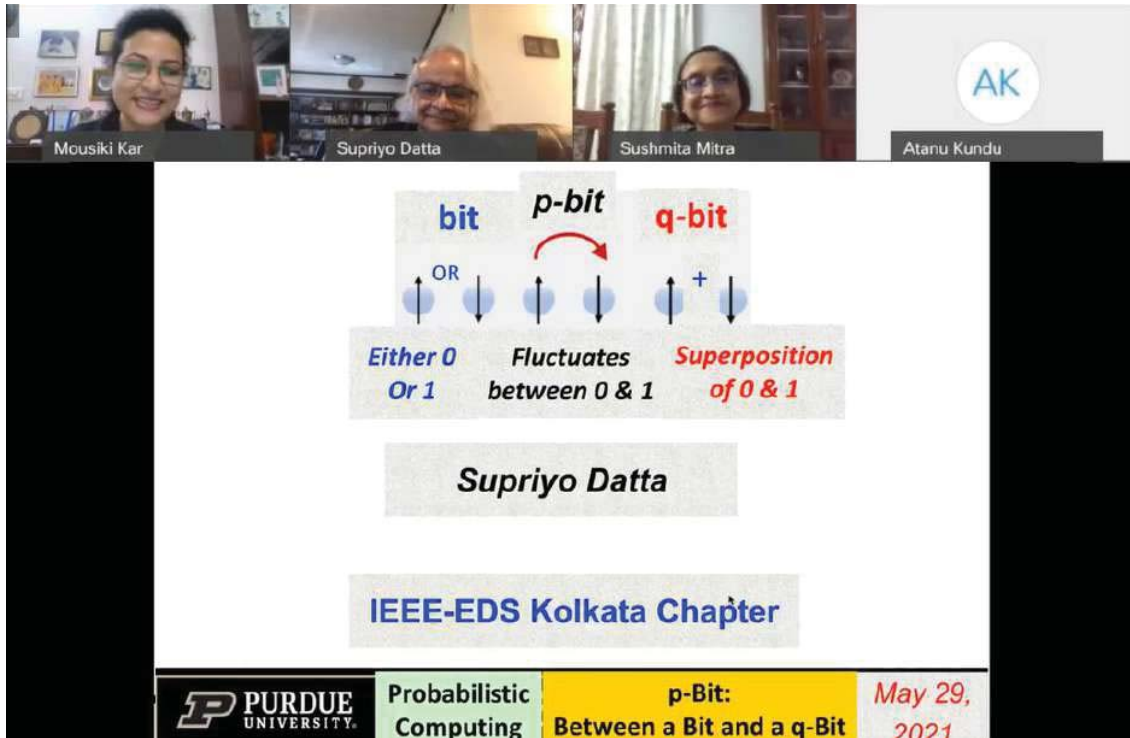 Mousiki Kar
Supriyo Datta
Sushmita Mitra
AK
Atanu Kundu
bit
p-bit
q-bit
OR
+
Either 0
Or 1
Fluctuates
between 0 & 1
Superposition
of 0 & 1
Supriyo Datta
IEEE-EDS Kolkata Chapter
PURDUE
UNIVERSITY®
Probabilistic
Computing
p-Bit:
Between a Bit and a q-Bit
May 29,
2021